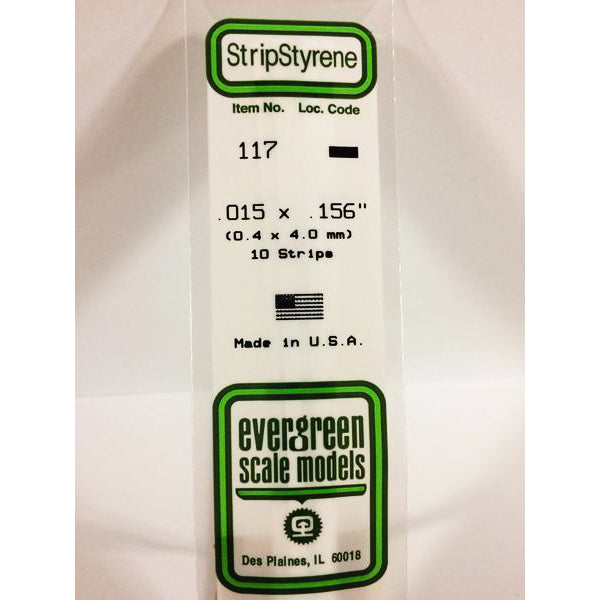 StripStyrene
Item No. Loc. Code
117
.015 x .156"
(0.4 x 4.0 mm)
10 Strips
Made in U.S.A.
evergreen
scale models
Des Plaines, IL 60018